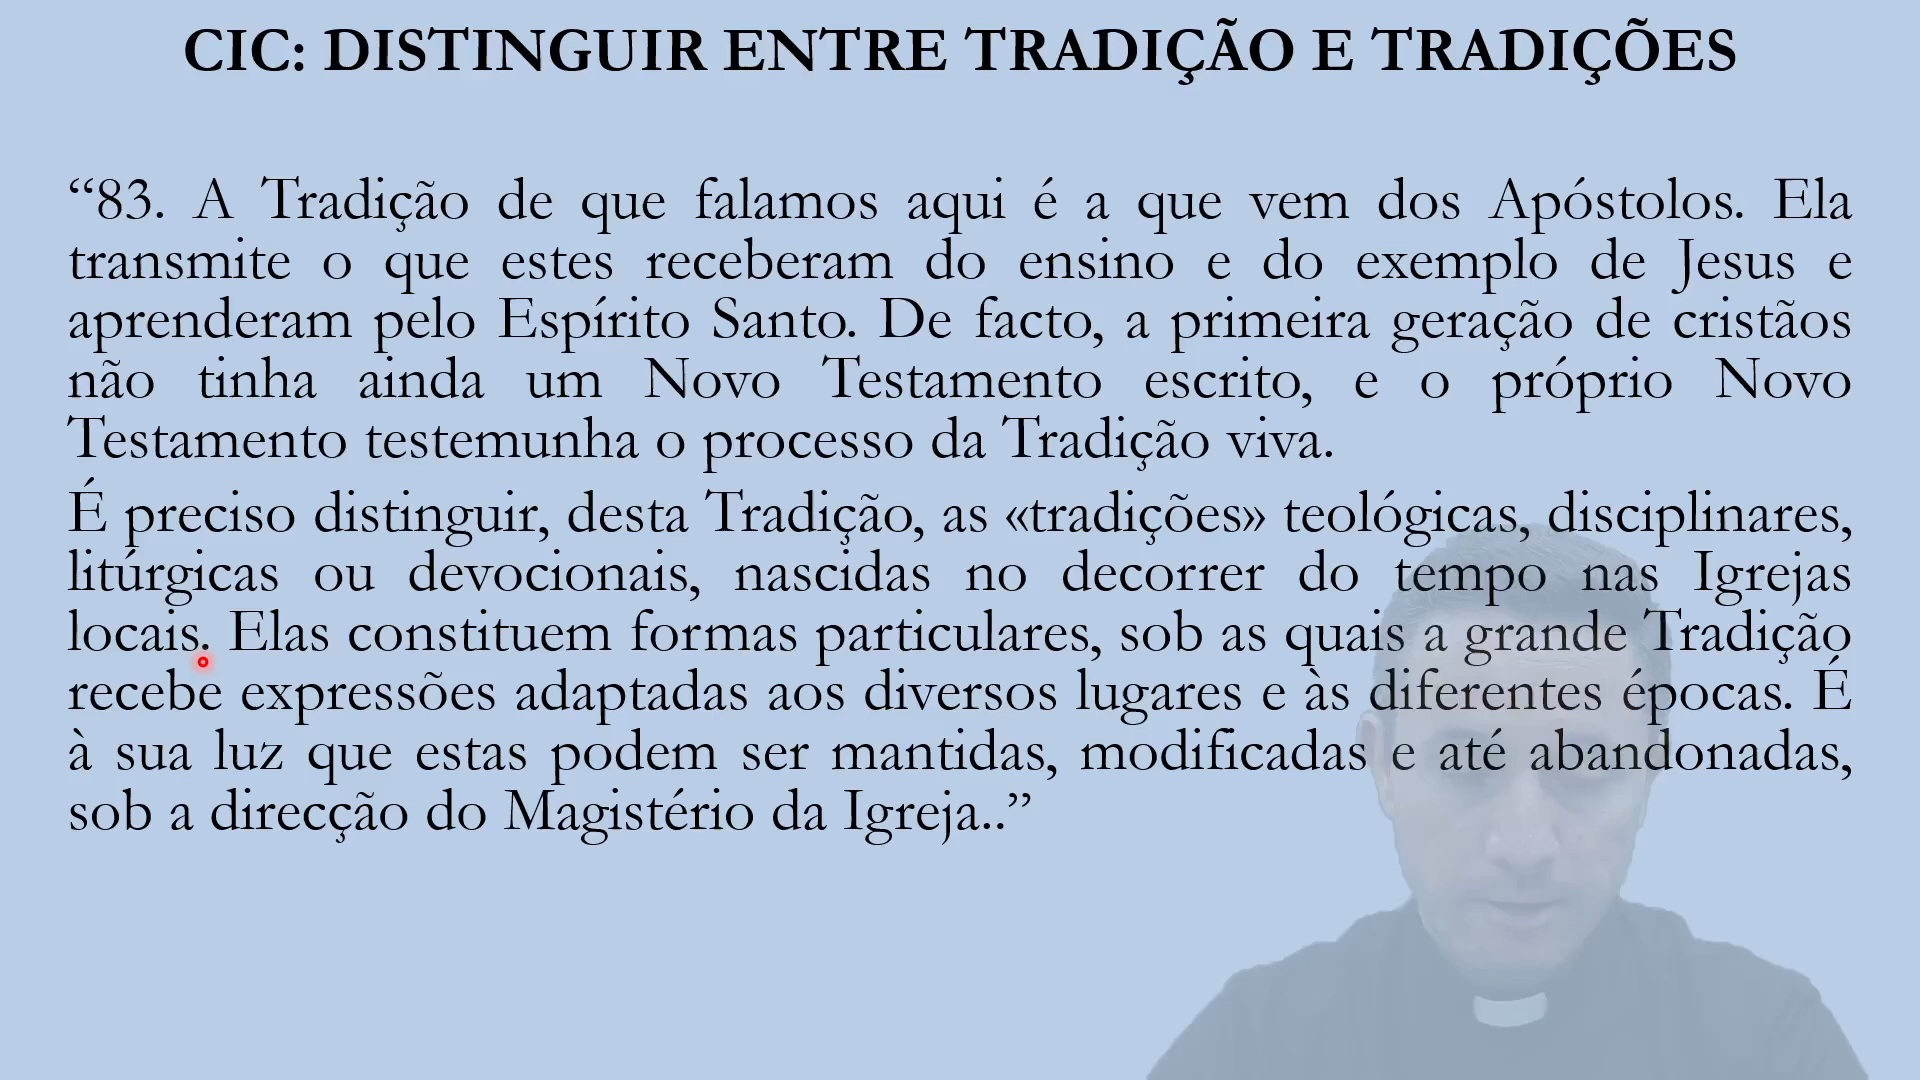 CIC: DISTINGUIR ENTRE TRADIÇÃO E TRADIÇÕES
“83. A Tradição de que falamos aqui é a que vem dos Apóstolos. Ela
transmite o que estes receberam do ensino e do exemplo de Jesus e
aprenderam pelo Espírito Santo. De facto, a primeira geração de cristãos
não tinha ainda um Novo Testamento escrito, e o próprio Novo
Testamento testemunha o processo da Tradição viva.
É preciso distinguir, desta Tradição, as «tradições» teológicas, disciplinares,
litúrgicas ou devocionais, nascidas no decorrer do tempo nas Igrejas
locais. Elas constituem formas particulares, sob as quais a grande Tradição
recebe expressões adaptadas aos diversos lugares e às diferentes épocas. É
à sua luz que estas podem ser mantidas, modificadas e até abandonadas,
sob a direcção do Magistério da Igreja..”